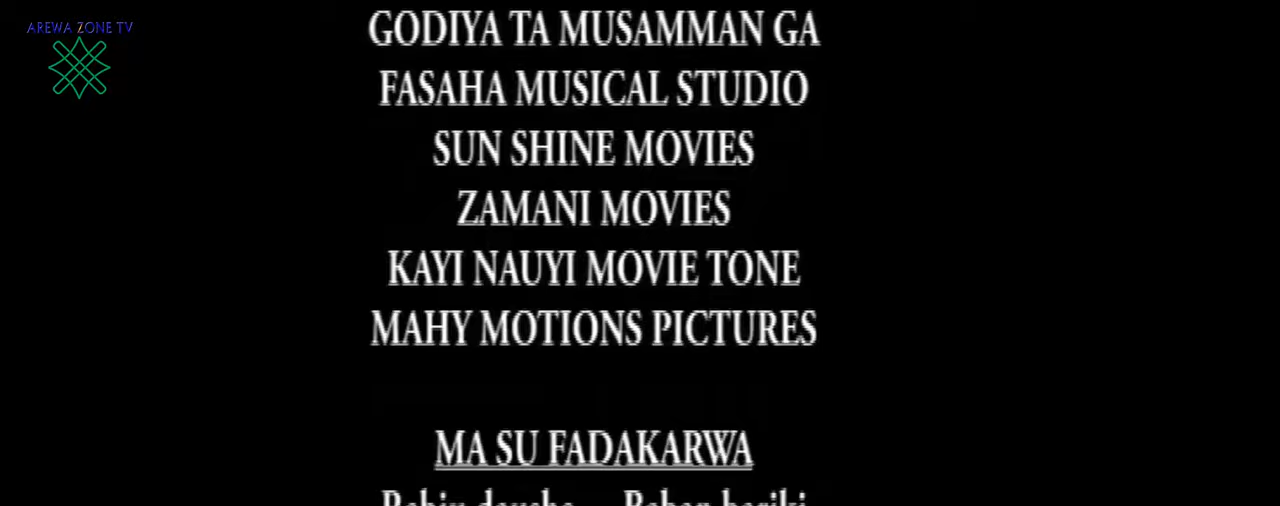 AREWA ZONE TV
GODIYA TA MUSAMMAN GA
FASAHA MUSICAL STUDIO
SUN SHINE MOVIES
ZAMANI MOVIES
KAYI NAUYI MOVIE TONE
MAHY MOTIONS PICTURES
MA SU FADAKARWA